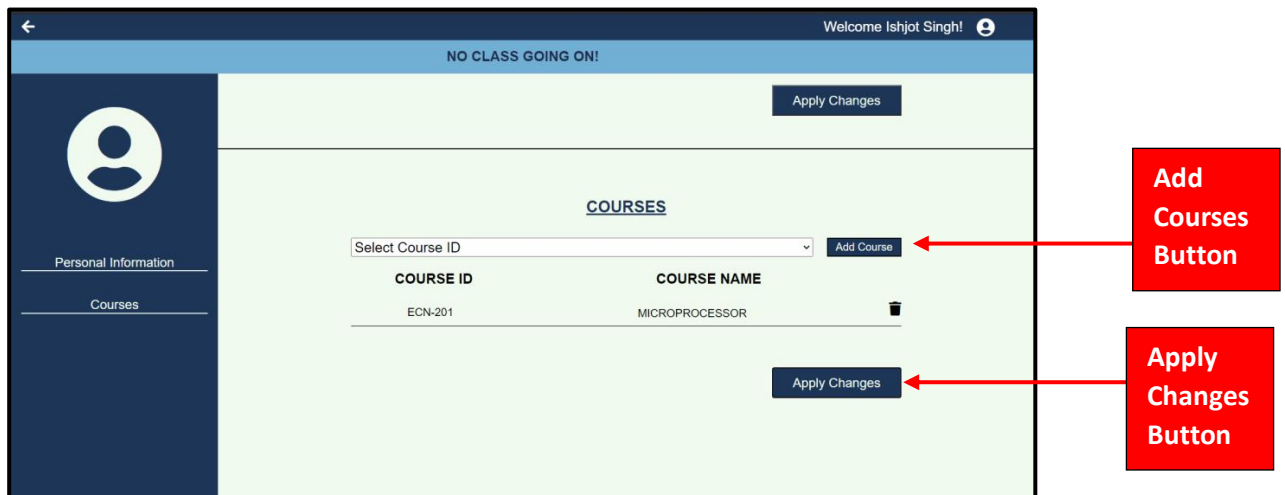 Welcome Ishjot Singh!
NO CLASS GOING ON!
Apply Changes
Personal Information
Courses
COURSES
Select Course ID
Add Course
COURSE ID COURSE NAME
ECN-201 MICROPROCESSOR
Apply Changes
Add
Courses
Button
Apply
Changes
Button